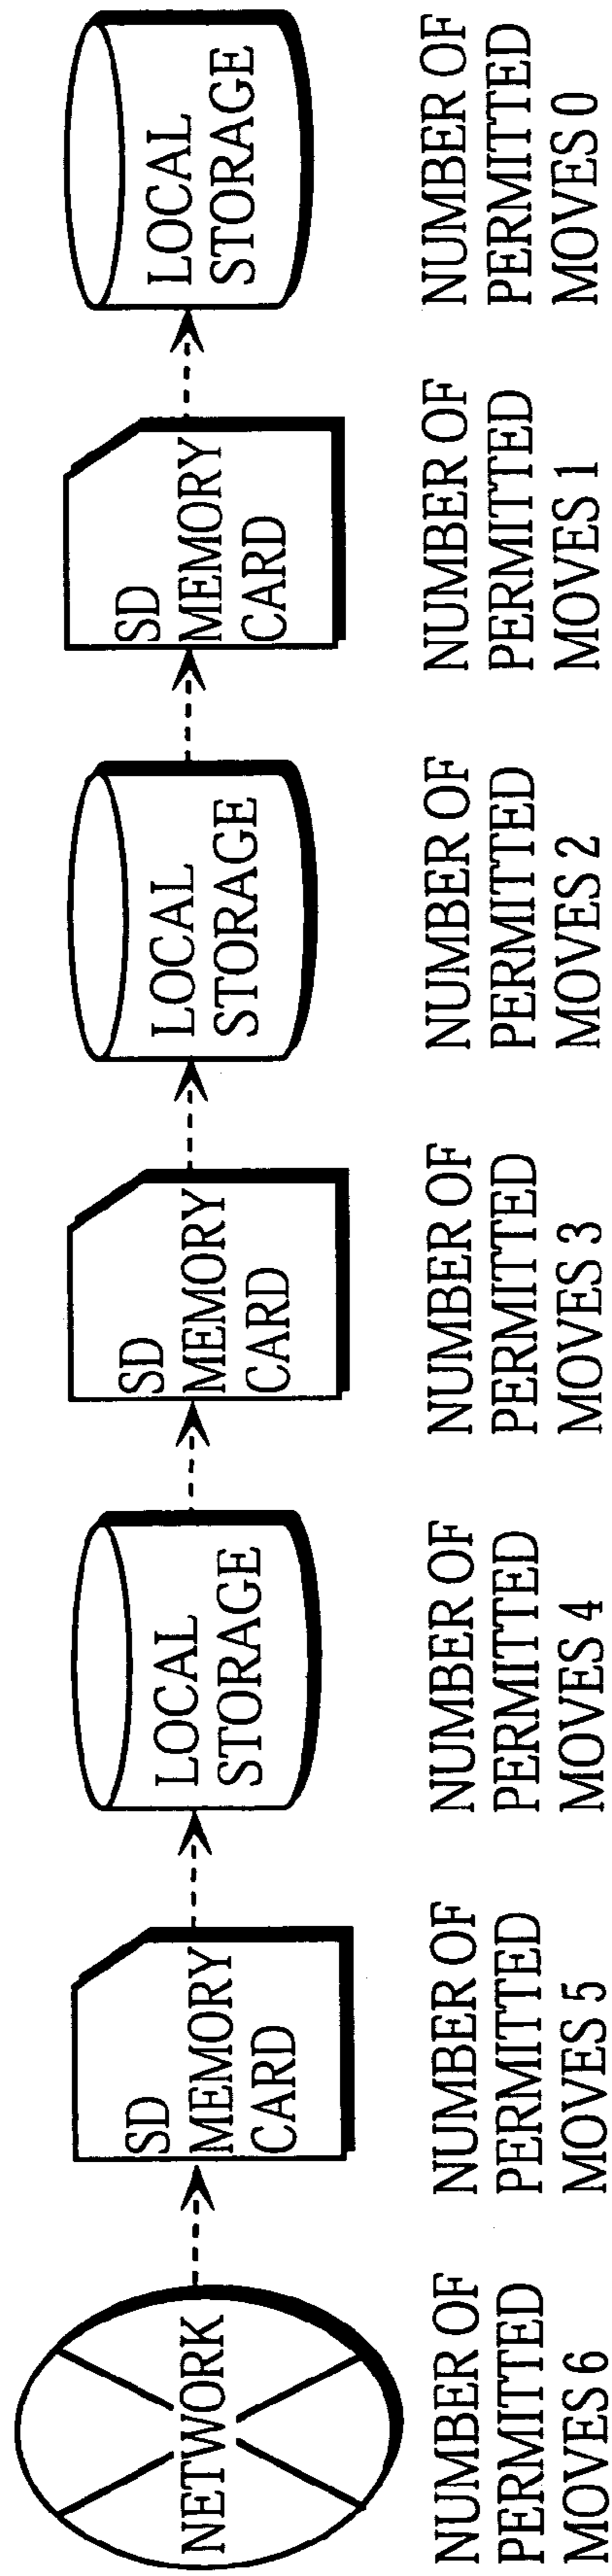 NETWORK
NUMBER OF
PERMITTED
MOVES 6
SD
MEMORY
CARD
NUMBER OF
PERMITTED
MOVES 5
LOCAL
STORAGE
NUMBER OF
PERMITTED
MOVES 4
SD
MEMORY
CARD
NUMBER OF
PERMITTED
MOVES 3
LOCAL
STORAGE
NUMBER OF
PERMITTED
MOVES 2
SD
MEMORY
CARD
NUMBER OF
PERMITTED
MOVES 1
LOCAL
STORAGE
NUMBER OF
PERMITTED
MOVES 0